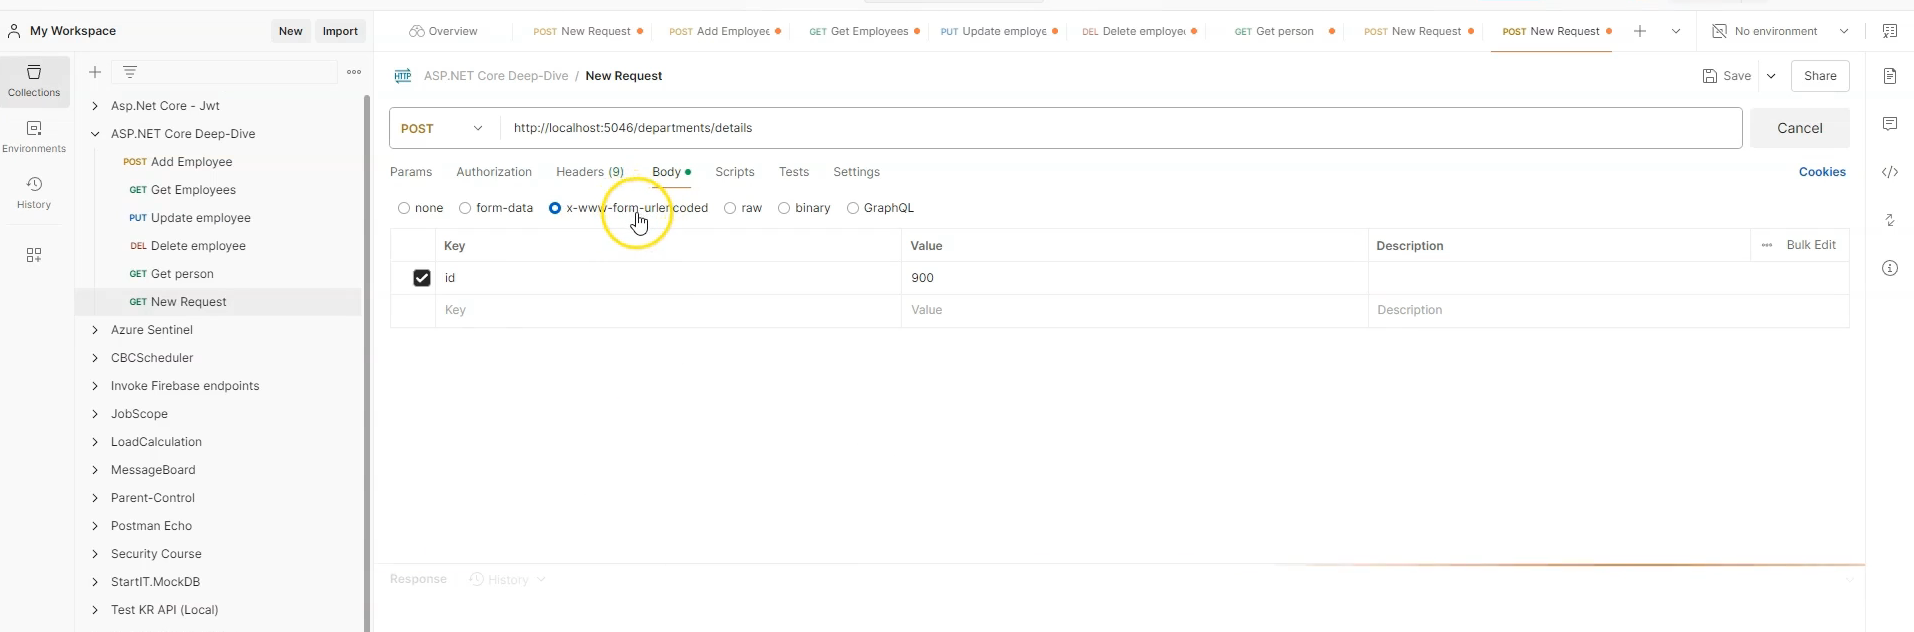 My Workspace New Import
Overview POST New Request POST Add Employee GET Get Employees PUT Update employe DEL Delete employe GET Get person POST New Request POST New Request No environment
Collections
Environments
History
Asp.Net Core - Jwt
ASP.NET Core Deep-Dive
POST Add Employee
GET Get Employees
PUT Update employee
DEL Delete employee
GET Get person
GET New Request
Azure Sentinel
CBCScheduler
Invoke Firebase endpoints
JobScope
LoadCalculation
MessageBoard
Parent-Control
Postman Echo
Security Course
StartIT.MockDB
Test KR API (Local)
HTTP ASP.NET Core Deep-Dive / New Request Save Share
POST http://localhost:5046/departments/details Cancel
Params Authorization Headers (9) Body Scripts Tests Settings Cookies
none form-data x-www-form-urlencoded raw binary GraphQL
Key Value Description Bulk Edit
id 900
Key Value Description
Response History